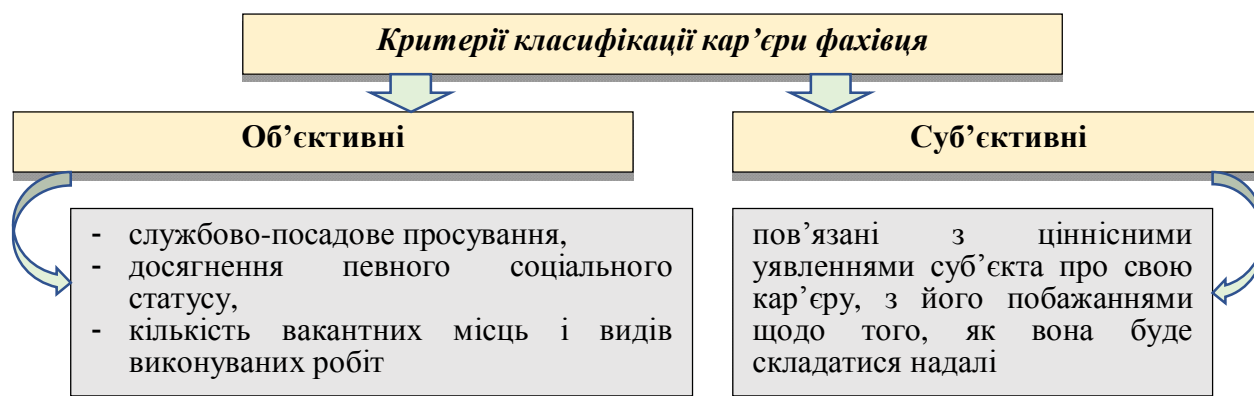 Критерії класифікації кар’єри фахівця
Об’єктивні
- службово-посадове просування,
- досягнення певного соціального
статусу,
- кількість вакантних місць і видів
виконуваних робіт
Суб’єктивні
пов’язані з ціннісними
уявленнями суб’єкта про свою
кар’єру, з його побажаннями
щодо того, як вона буде
складатися надалі